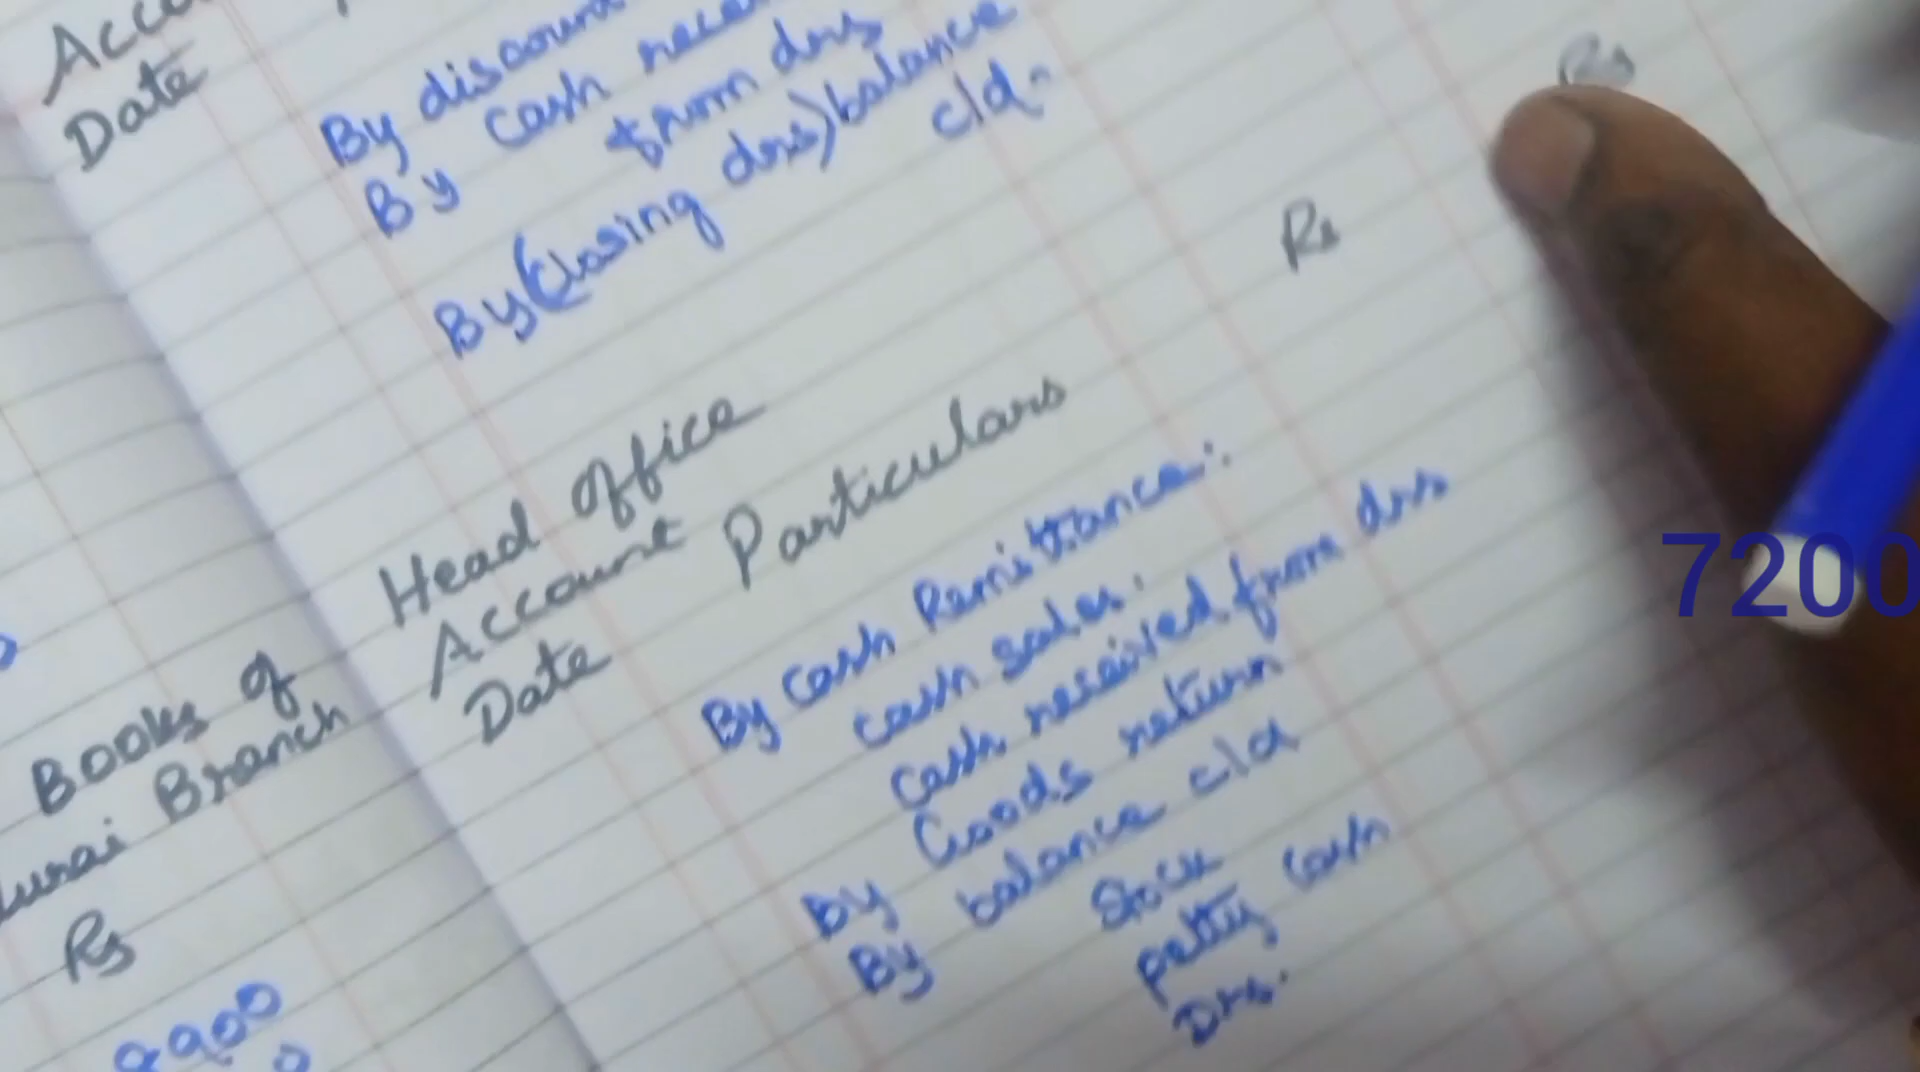 Date
By discount
By cash
from drs
By (closing drs) balance
c/d.
Rs
Rs
Books of
Branch
Head office
Account
Date Particulars
By cash Remittance:
cash sales.
cash received from drs
By Goods return
By balance c/d
Stock
petty cash
Drs.
Rs
7200